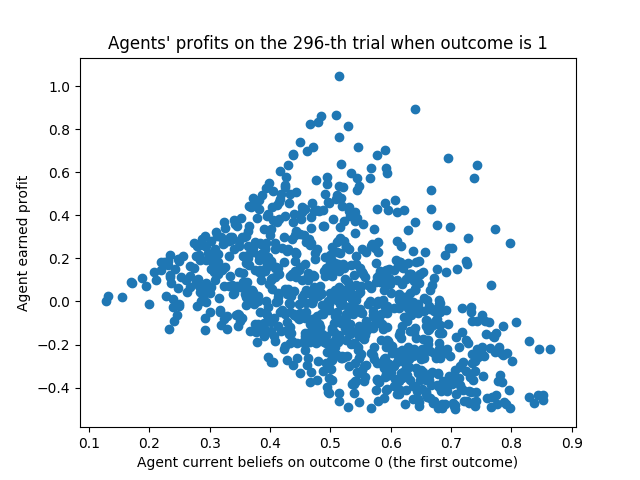 Agents' profits on the 296-th trial when outcome is 1
1.0
0.8
0.6
0.4
0.2
0.0
−0.2
−0.4
Agent earned profit
0.1 0.2 0.3 0.4 0.5 0.6 0.7 0.8 0.9
Agent current beliefs on outcome 0 (the first outcome)